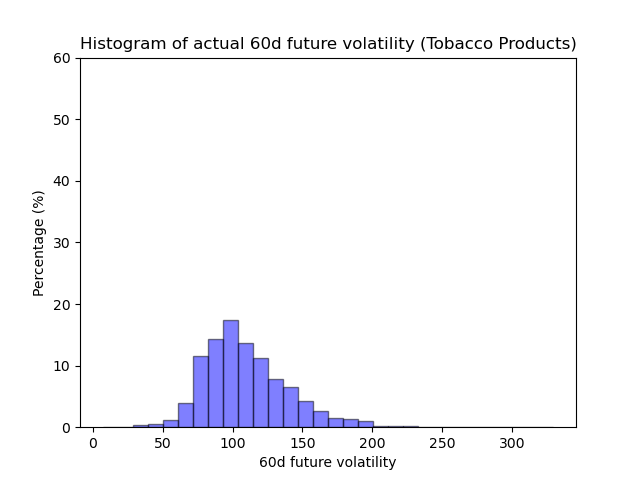 Histogram of actual 60d future volatility (Tobacco Products)
60
50
40
30
20
10
0
Percentage (%)
0 50 100 150 200 250 300
60d future volatility